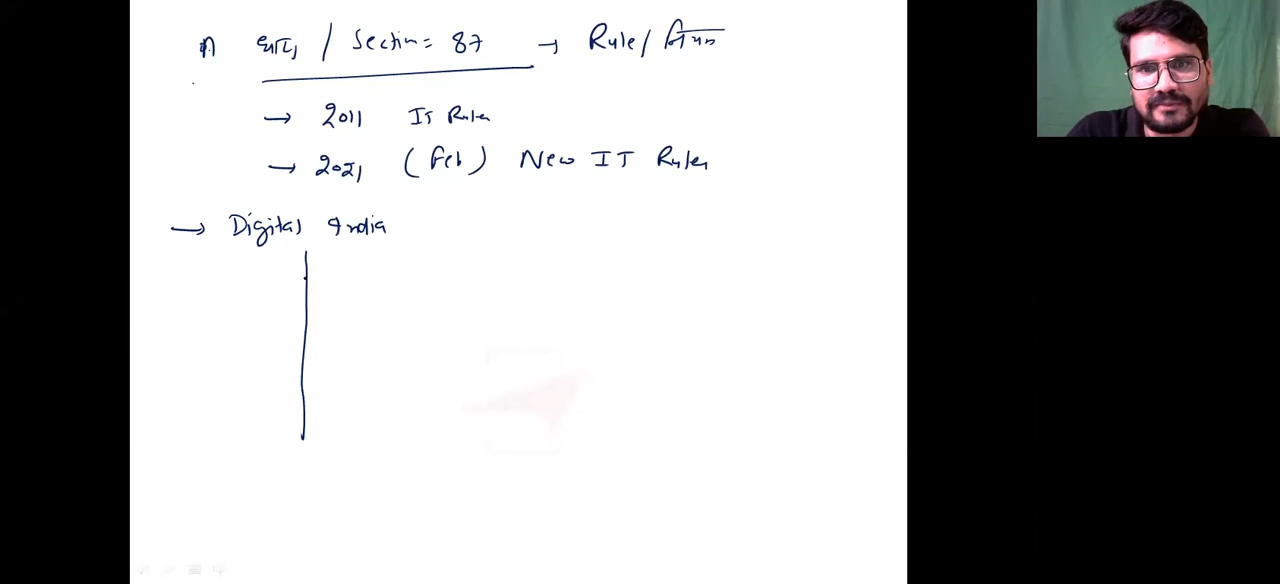 धारा / Section = 87 → Rule / नियम
→ 2011 IT Rules
→ 2021 (Feb) New IT Rules
→ Digital India